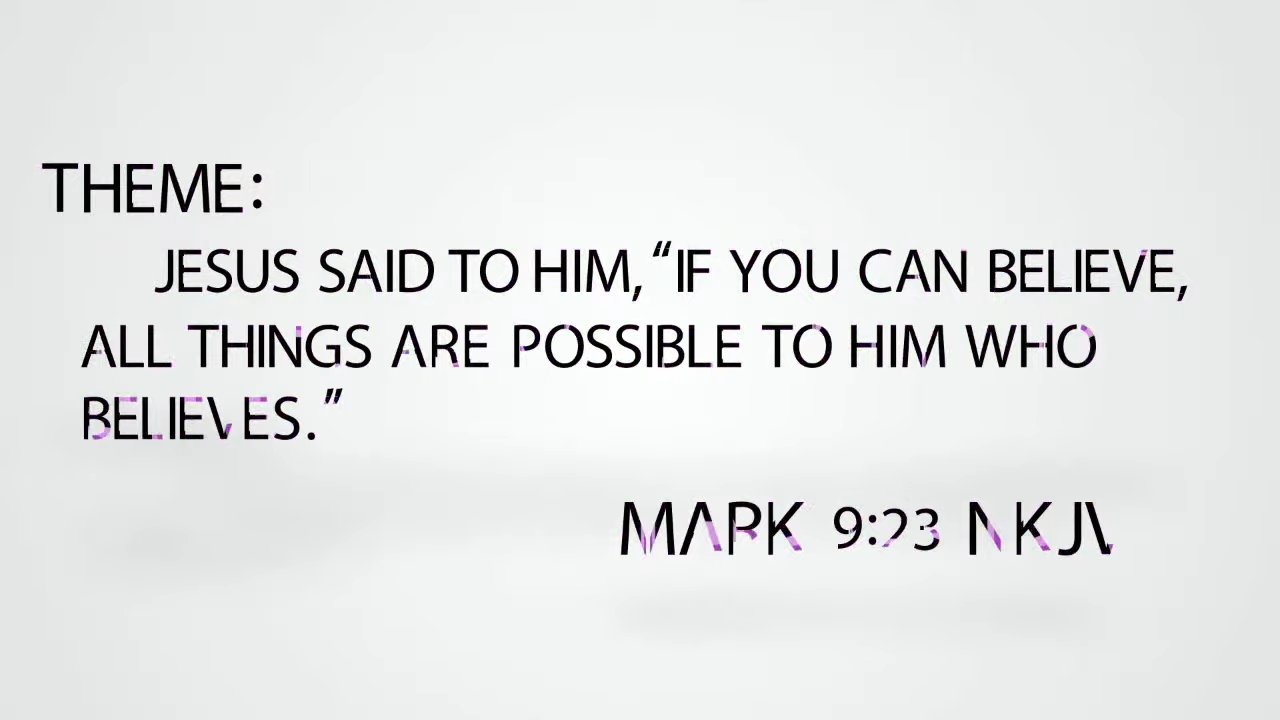 THEME:
JESUS SAID TO HIM, “IF YOU CAN BELIEVE,
ALL THINGS ARE POSSIBLE TO HIM WHO
BELIEVES.”
MARK 9:23 NKJV